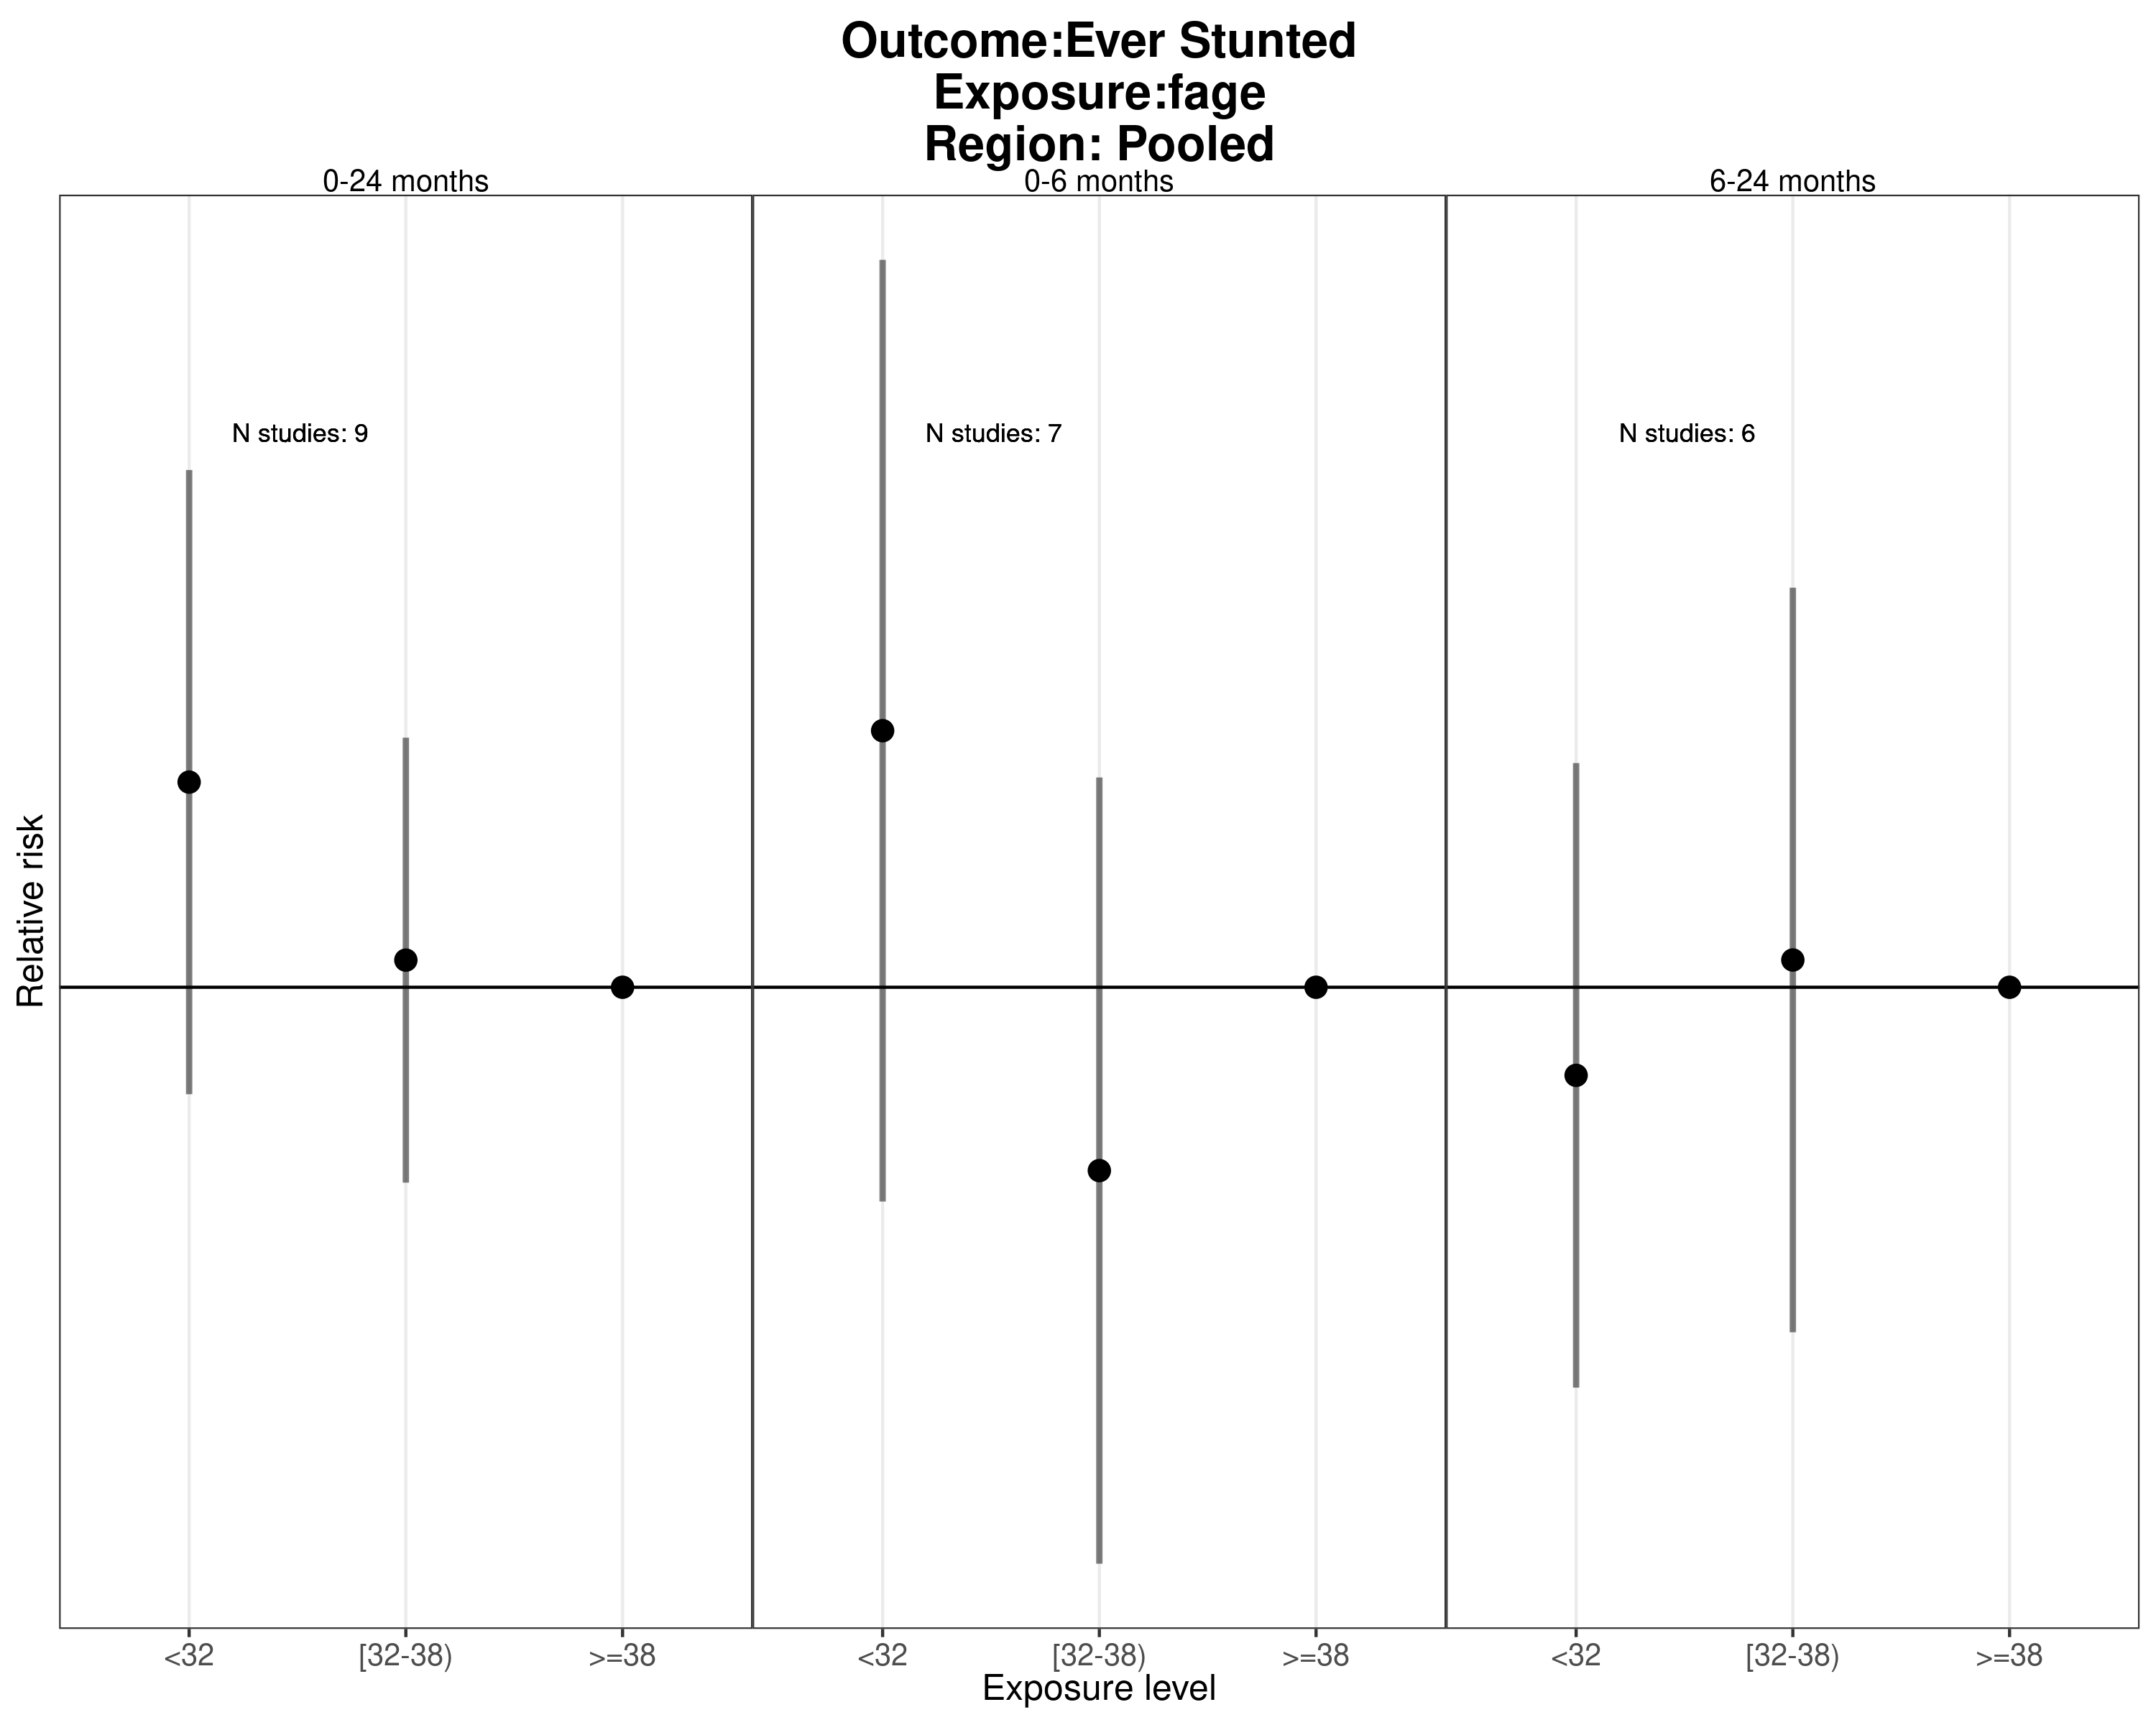 Outcome:Ever Stunted
Exposure:fage
Region: Pooled
0-24 months
0-6 months
6-24 months
N studies: 9
N studies: 7
N studies: 6
Relative risk
<32
[32-38)
>=38
<32
[32-38)
>=38
<32
[32-38)
>=38
Exposure level